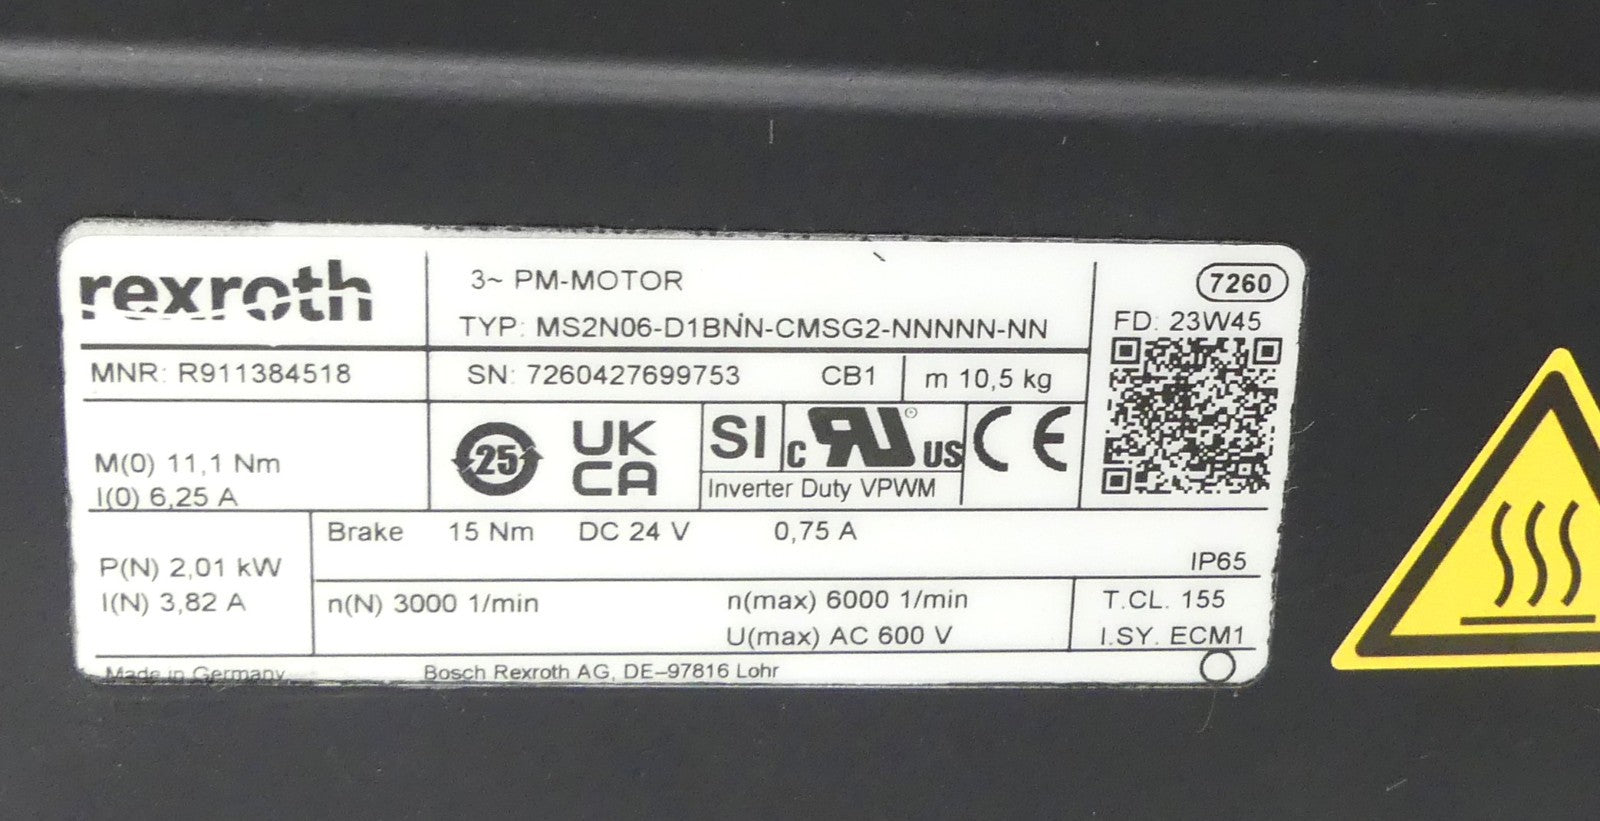 rexroth
3~ PM-MOTOR
TYP: MS2N06-D1BNN-CMSG2-NNNNN-NN
7260
FD: 23W45
MNR: R911384518
SN: 7260427699753 CB1 m 10,5 kg
M(0) 11,1 Nm
I(0) 6,25 A
25
UK
CA
SI
c RU® US
CE
Inverter Duty VPWM
Brake 15 Nm DC 24 V 0,75 A
IP65
P(N) 2,01 kW
I(N) 3,82 A
n(N) 3000 1/min
n(max) 6000 1/min
U(max) AC 600 V
T.CL. 155
I.SY. ECM1
Made in Germany
Bosch Rexroth AG, DE-97816 Lohr